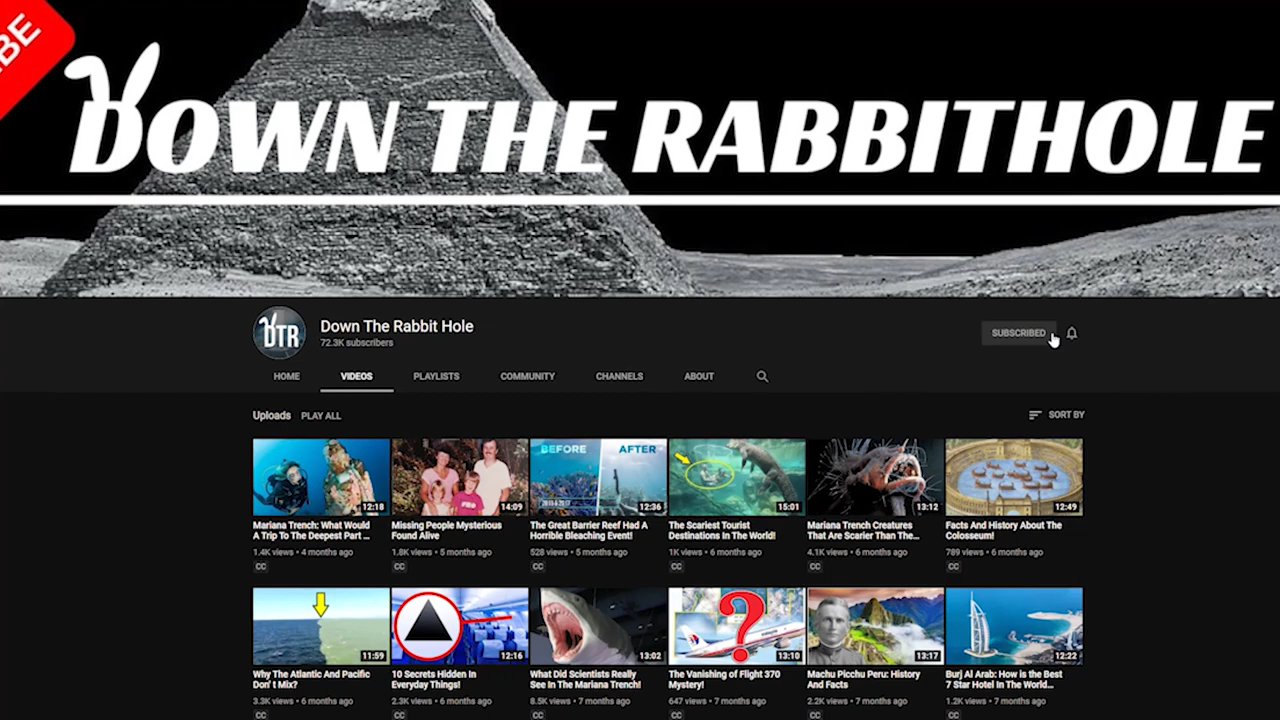 BE
DOWN THE RABBITHOLE
DTR
Down The Rabbit Hole
72.3K subscribers
SUBSCRIBED
HOME VIDEOS PLAYLISTS COMMUNITY CHANNELS ABOUT
Uploads PLAY ALL SORT BY
BEFORE AFTER
12:18 14:09 12:36 15:01 13:12 12:49
Mariana Trench: What Would
A Trip To The Deepest Part ...
1.4K views • 4 months ago
CC
Missing People Mysterious
Found Alive
1.8K views • 5 months ago
CC
The Great Barrier Reef Had A
Horrible Bleaching Event!
528 views • 5 months ago
CC
The Scariest Tourist
Destinations In The World!
1K views • 6 months ago
CC
Mariana Trench Creatures
That Are Scarier Than The...
4.1K views • 6 months ago
CC
Facts And History About The
Colosseum!
789 views • 6 months ago
CC
?
11:59 12:16 13:02 13:10 13:17 12:22
Why The Atlantic And Pacific
Don't Mix?
3.3K views • 6 months ago
CC
10 Secrets Hidden In
Everyday Things!
2.3K views • 6 months ago
CC
What Did Scientists Really
See In The Mariana Trench!
8.5K views • 7 months ago
CC
The Vanishing of Flight 370
Mystery!
647 views • 7 months ago
CC
Machu Picchu Peru: History
And Facts
2.2K views • 7 months ago
CC
Burj Al Arab: How is the Best
7 Star Hotel In The World...
1.2K views • 7 months ago
CC